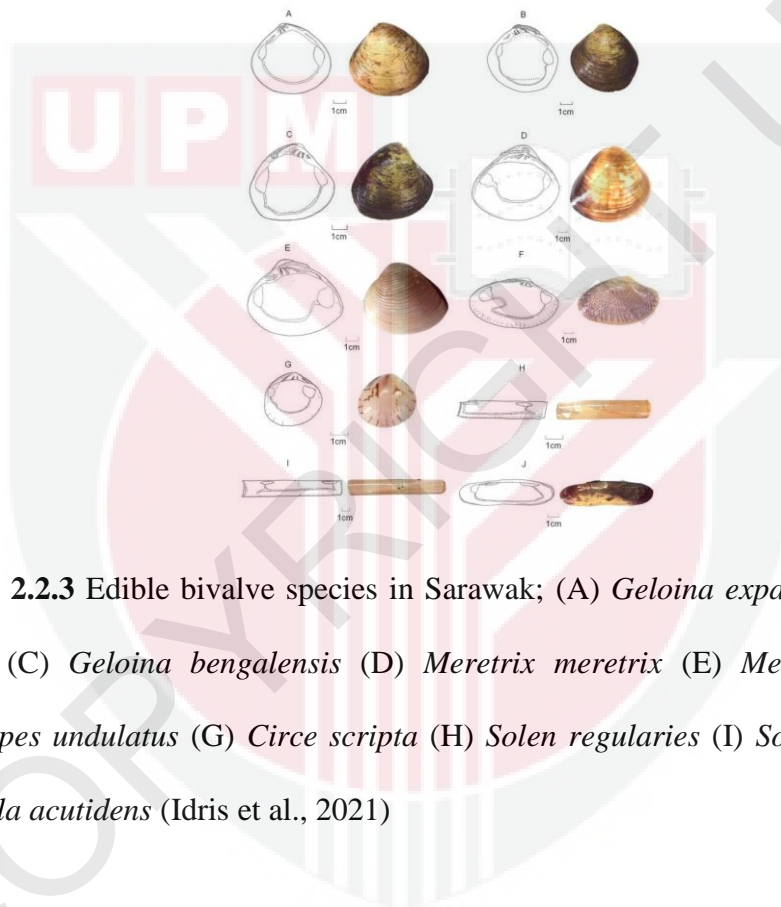 A
B
1cm
1cm
C
D
1cm
1cm
E
F
1cm
1cm
G
H
1cm
1cm
I
J
1cm
1cm
UPM
COPYRIGHT U
2.2.3 Edible bivalve species in Sarawak; (A) Geloina expa
(C) Geloina bengalensis (D) Meretrix meretrix (E) Me
pes undulatus (G) Circe scripta (H) Solen regularies (I) So
la acutidens (Idris et al., 2021)